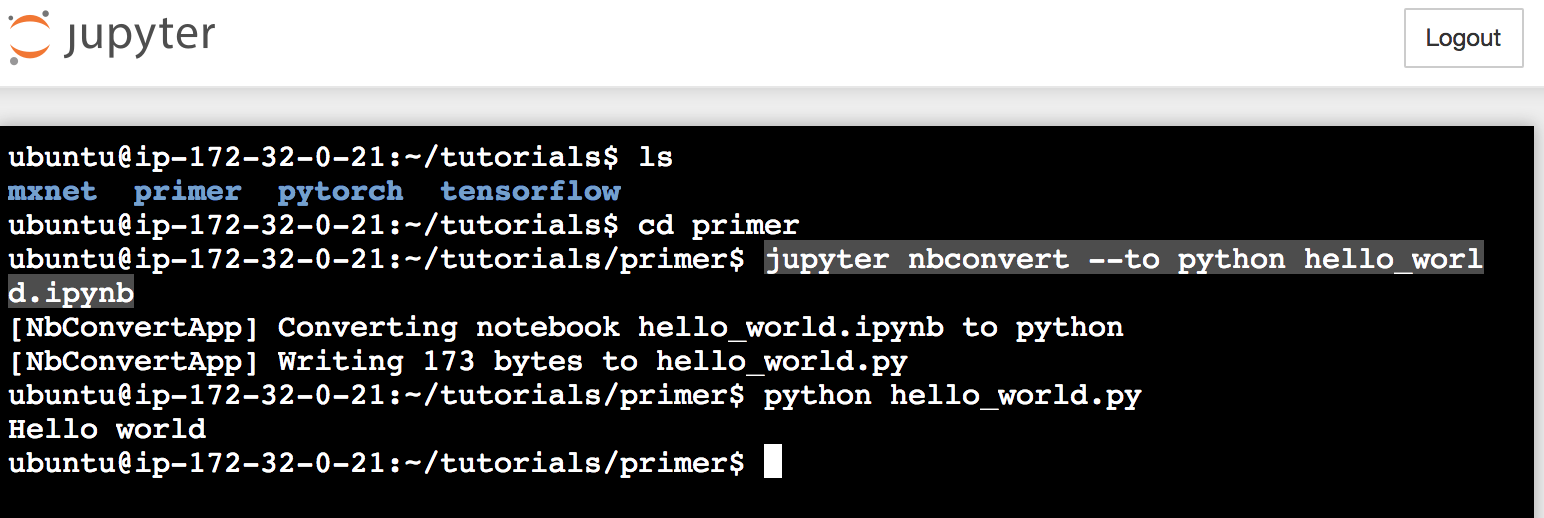 jupyter
Logout
ubuntu@ip-172-32-0-21:~/tutorials$ ls
mxnet  primer  pytorch  tensorflow
ubuntu@ip-172-32-0-21:~/tutorials$ cd primer
ubuntu@ip-172-32-0-21:~/tutorials/primer$ jupyter nbconvert --to python hello_worl
d.ipynb
[NbConvertApp] Converting notebook hello_world.ipynb to python
[NbConvertApp] Writing 173 bytes to hello_world.py
ubuntu@ip-172-32-0-21:~/tutorials/primer$ python hello_world.py
Hello world
ubuntu@ip-172-32-0-21:~/tutorials/primer$